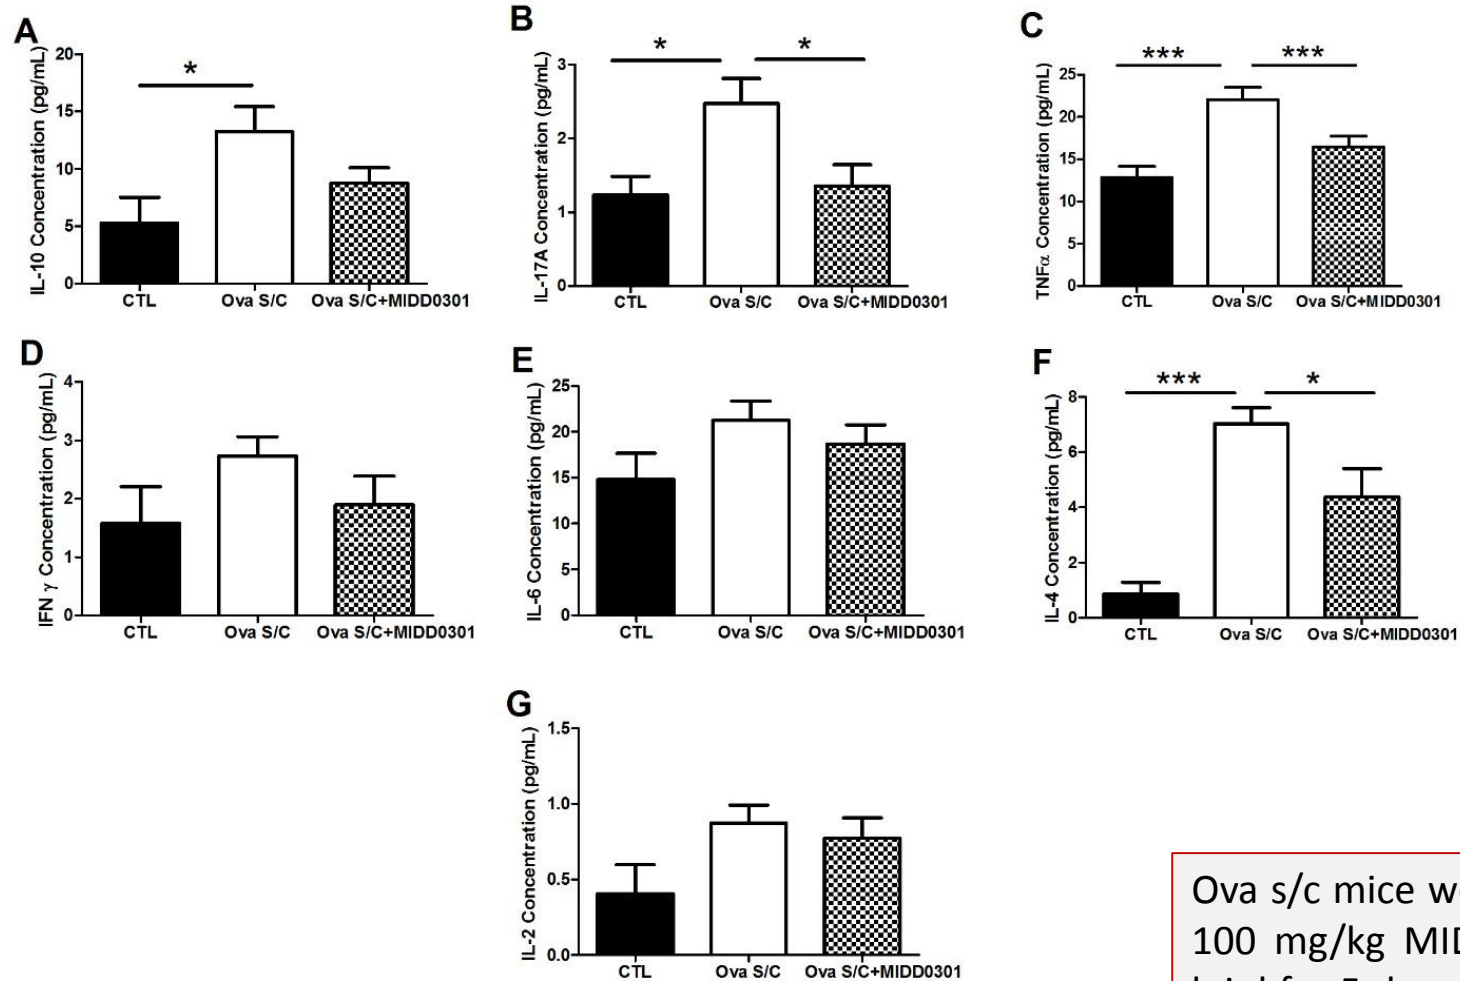 A
IL-10 Concentration (pg/mL)
20
15
10
5
0
*
CTL
Ova S/C
Ova S/C+MIDD0301
B
IL-17A Concentration (pg/mL)
3
2
1
0
*
*
CTL
Ova S/C
Ova S/C+MIDD0301
C
TNFα Concentration (pg/mL)
25
20
15
10
5
0
***
***
CTL
Ova S/C
Ova S/C+MIDD0301
D
IFN γ Concentration (pg/mL)
4
3
2
1
0
CTL
Ova S/C
Ova S/C+MIDD0301
E
IL-6 Concentration (pg/mL)
25
20
15
10
5
0
CTL
Ova S/C
Ova S/C+MIDD0301
F
IL-4 Concentration (pg/mL)
8
6
4
2
0
***
*
CTL
Ova S/C
Ova S/C+MIDD0301
G
IL-2 Concentration (pg/mL)
1.5
1.0
0.5
0.0
CTL
Ova S/C
Ova S/C+MIDD0301
Ova s/c mice
100 mg/kg